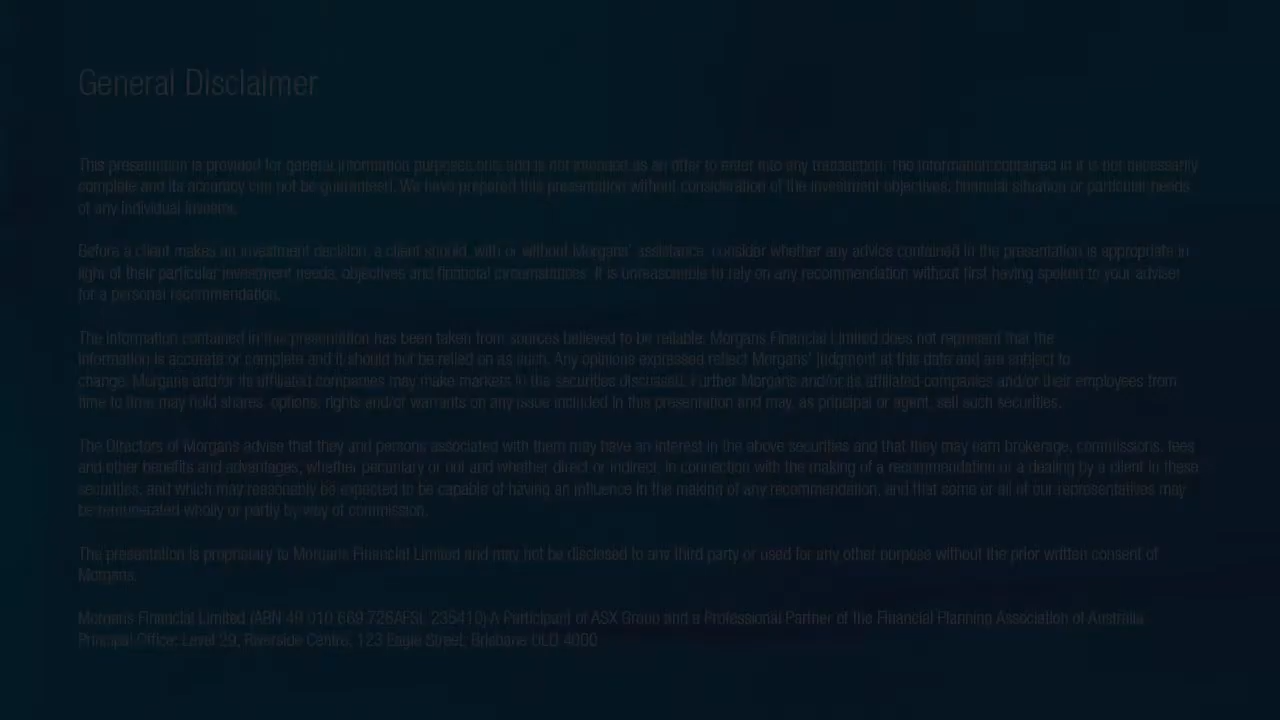 General Disclaimer
This presentation is provided for general information purposes only and is not intended as an offer to enter into any transaction. The information contained in it is not necessarily
complete and its accuracy can not be guaranteed. We have prepared this presentation without consideration of the investment objectives, financial situation or particular needs
of any individual investor.
Before a client makes an investment decision, a client should, with or without Morgans' assistance, consider whether any advice contained in the presentation is appropriate in
light of their particular investment needs, objectives and financial circumstances. It is unreasonable to rely on any recommendation without first having spoken to your adviser
for a personal recommendation.
The information contained in this presentation has been taken from sources believed to be reliable. Morgans Financial Limited does not represent that the
information is accurate or complete and it should not be relied on as such. Any opinions expressed reflect Morgans' judgment at this date and are subject to
change. Morgans and/or its affiliated companies may make markets in the securities discussed. Further Morgans and/or its affiliated companies and/or their employees from
time to time may hold shares, options, rights and/or warrants on any issue included in this presentation and may, as principal or agent, sell such securities.
The Directors of Morgans advise that they and persons associated with them may have an interest in the above securities and that they may earn brokerage, commissions, fees
and other benefits and advantages, whether pecuniary or not and whether direct or indirect, in connection with the making of a recommendation or a dealing by a client in these
securities, and which may reasonably be expected to be capable of having an influence in the making of any recommendation, and that some or all of our representatives may
be remunerated wholly or partly by way of commission.
The presentation is proprietary to Morgans Financial Limited and may not be disclosed to any third party or used for any other purpose without the prior written consent of
Morgans.
Morgans Financial Limited (ABN 49 010 669 726AFSL 235410) A Participant of ASX Group and a Professional Partner of the Financial Planning Association of Australia
Principal Office: Level 29, Riverside Centre, 123 Eagle Street, Brisbane QLD 4000